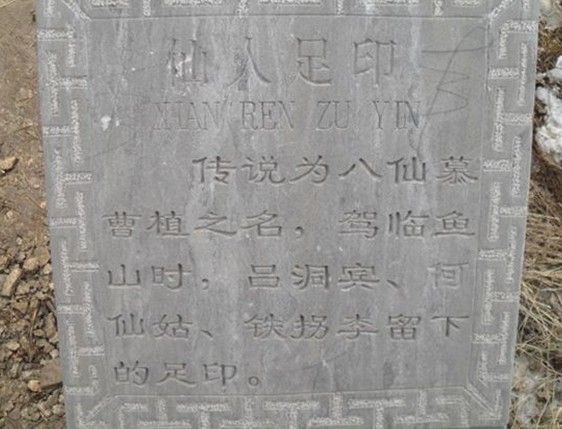 仙人足印
XIAN REN ZU YIN
传说为八仙慕
曹植之名，驾临鱼
山时，吕洞宾、何
仙姑、铁拐李留下
的足印。